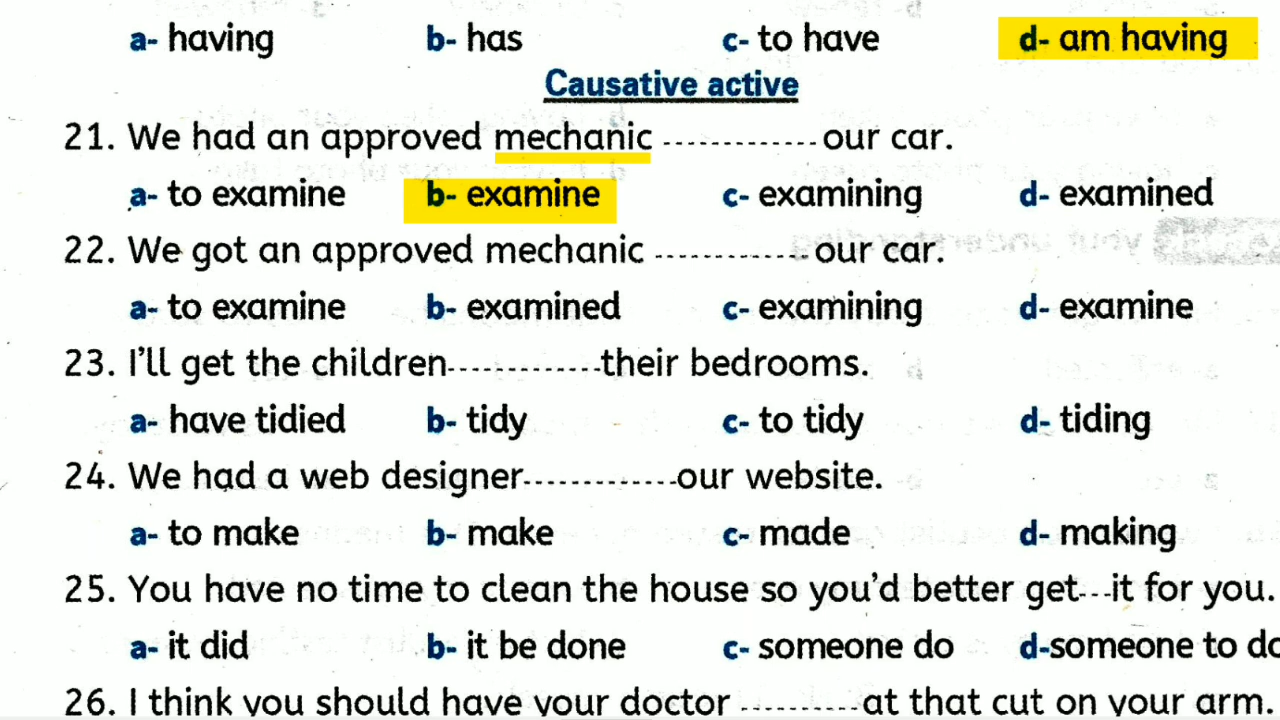 a- having b- has c- to have d- am having
Causative active
21. We had an approved mechanic ------------- our car.
a- to examine b- examine c- examining d- examined
22. We got an approved mechanic ------------- our car.
a- to examine b- examined c- examining d- examine
23. I'll get the children-------------their bedrooms.
a- have tidied b- tidy c- to tidy d- tiding
24. We had a web designer-------------our website.
a- to make b- make c- made d- making
25. You have no time to clean the house so you'd better get---it for you.
a- it did b- it be done c- someone do d-someone to do
26. I think you should have your doctor ----------at that cut on your arm.